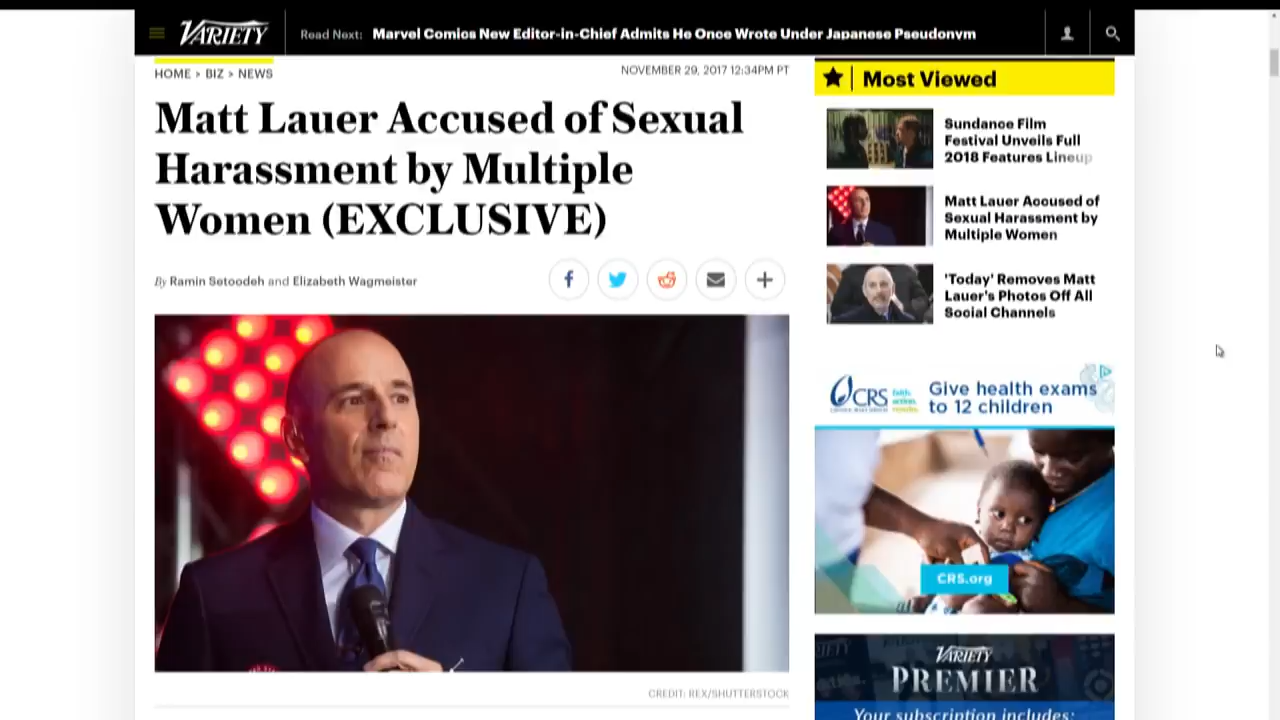 VARIETY
Read Next: Marvel Comics New Editor-in-Chief Admits He Once Wrote Under Japanese Pseudonym
HOME > BIZ > NEWS
NOVEMBER 29, 2017 12:34PM PT
Matt Lauer Accused of Sexual
Harassment by Multiple
Women (EXCLUSIVE)
By Ramin Setoodeh and Elizabeth Wagmeister
CREDIT: REX/SHUTTERSTOCK
Most Viewed
Sundance Film
Festival Unveils Full
2018 Features Lineup
Matt Lauer Accused of
Sexual Harassment by
Multiple Women
'Today' Removes Matt
Lauer's Photos Off All
Social Channels
CRS
faith.
action.
results.
Give health exams
to 12 children
CRS.org
VARIETY
PREMIER
Your subscription includes: